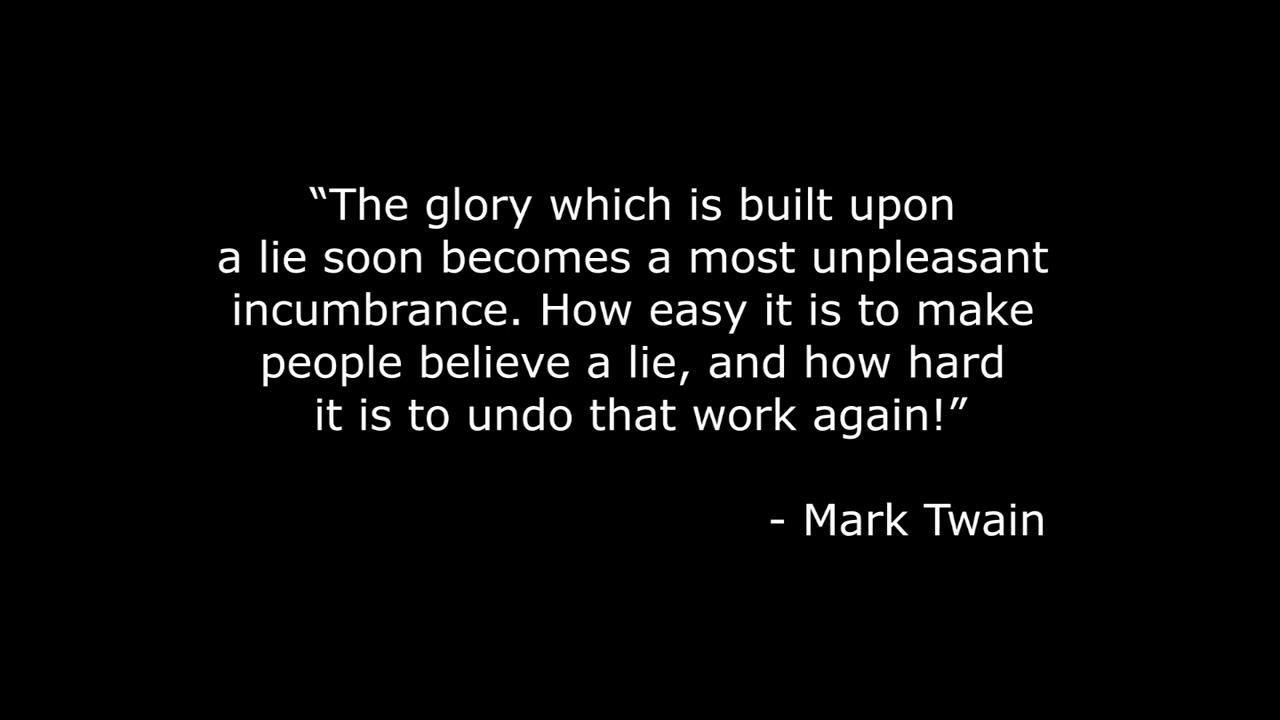 “The glory which is built upon
a lie soon becomes a most unpleasant
incumbrance. How easy it is to make
people believe a lie, and how hard
it is to undo that work again!”
- Mark Twain